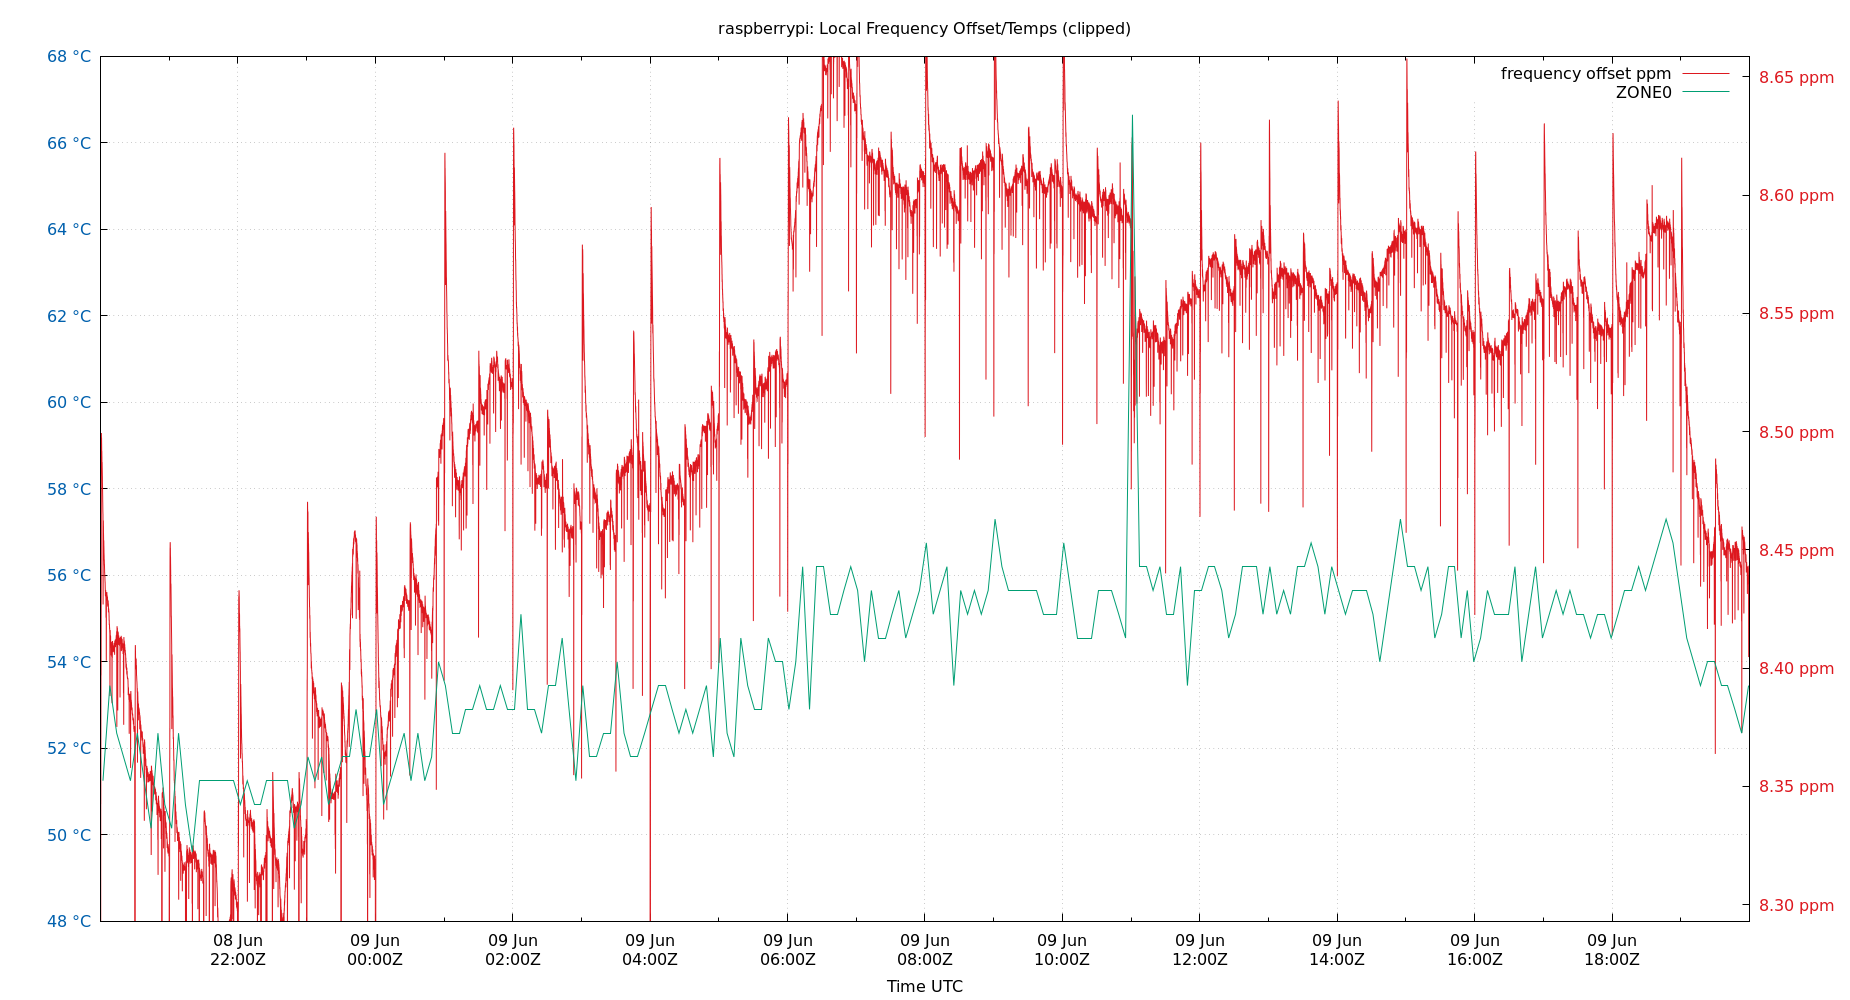 raspberrypi: Local Frequency Offset/Temps (clipped)
68 °C
66 °C
64 °C
62 °C
60 °C
58 °C
56 °C
54 °C
52 °C
50 °C
48 °C
frequency offset ppm
ZONE0
8.65 ppm
8.60 ppm
8.55 ppm
8.50 ppm
8.45 ppm
8.40 ppm
8.35 ppm
8.30 ppm
08 Jun 09 Jun 09 Jun 09 Jun 09 Jun 09 Jun 09 Jun 09 Jun 09 Jun 09 Jun 09 Jun
22:00Z 00:00Z 02:00Z 04:00Z 06:00Z 08:00Z 10:00Z 12:00Z 14:00Z 16:00Z 18:00Z
Time UTC